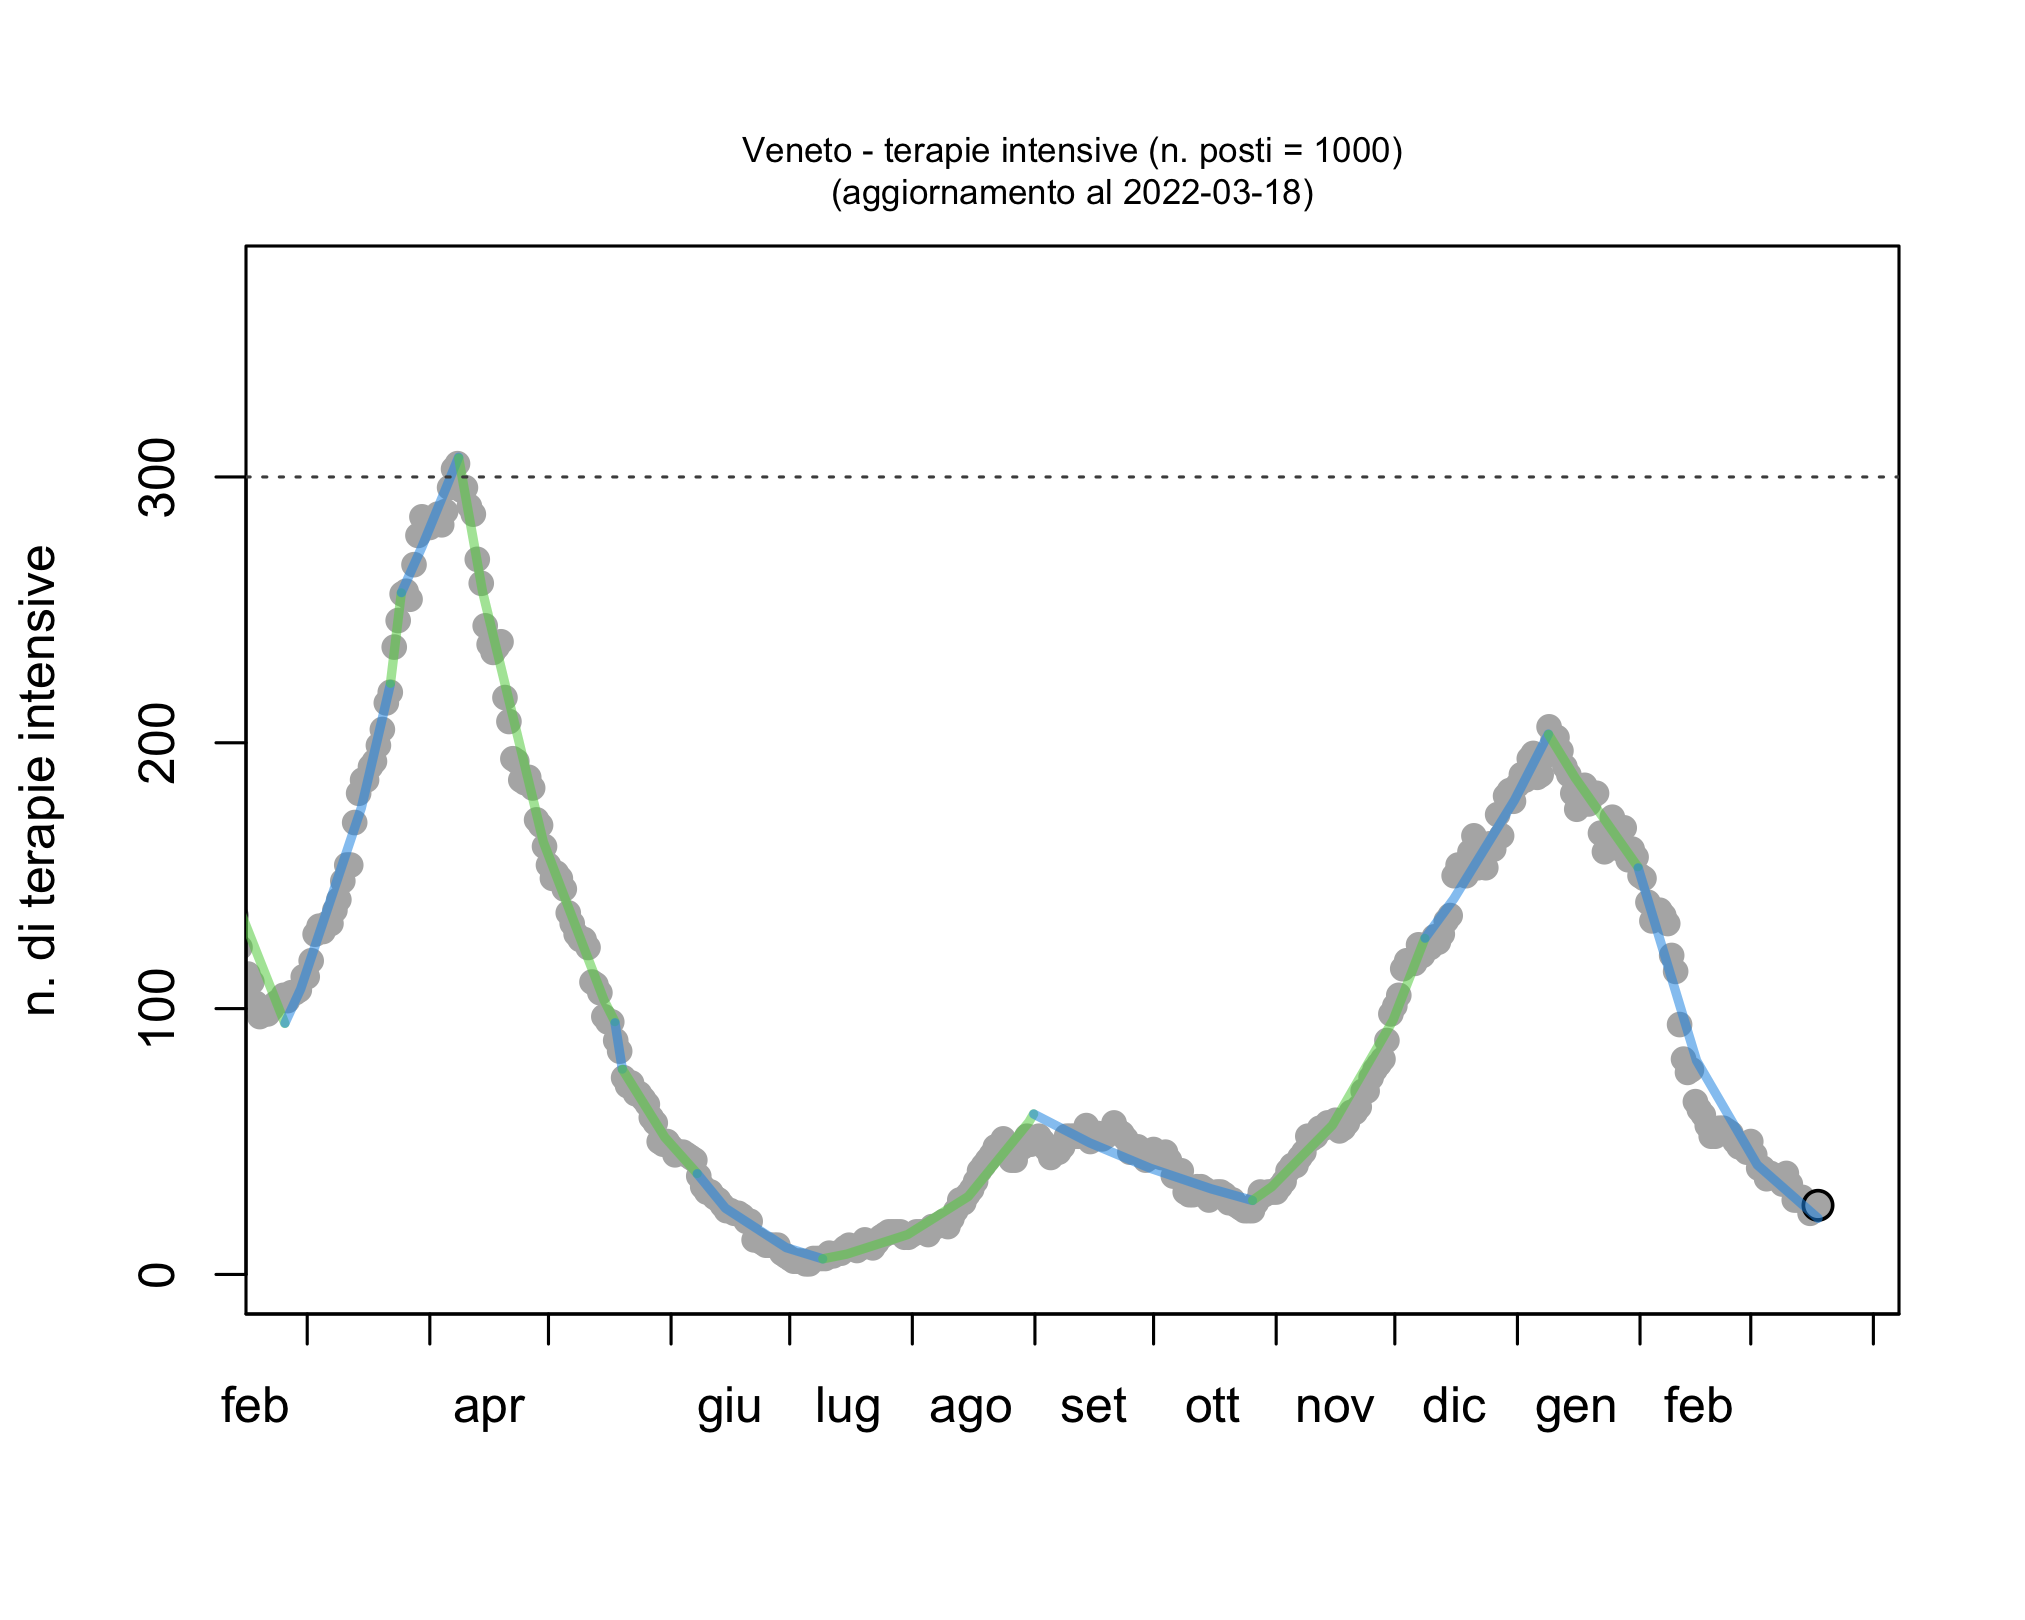 Veneto - terapie intensive (n. posti = 1000)
(aggiornamento al 2022-03-18)
n. di terapie intensive
300
200
100
0
feb apr giu lug ago set ott nov dic gen feb